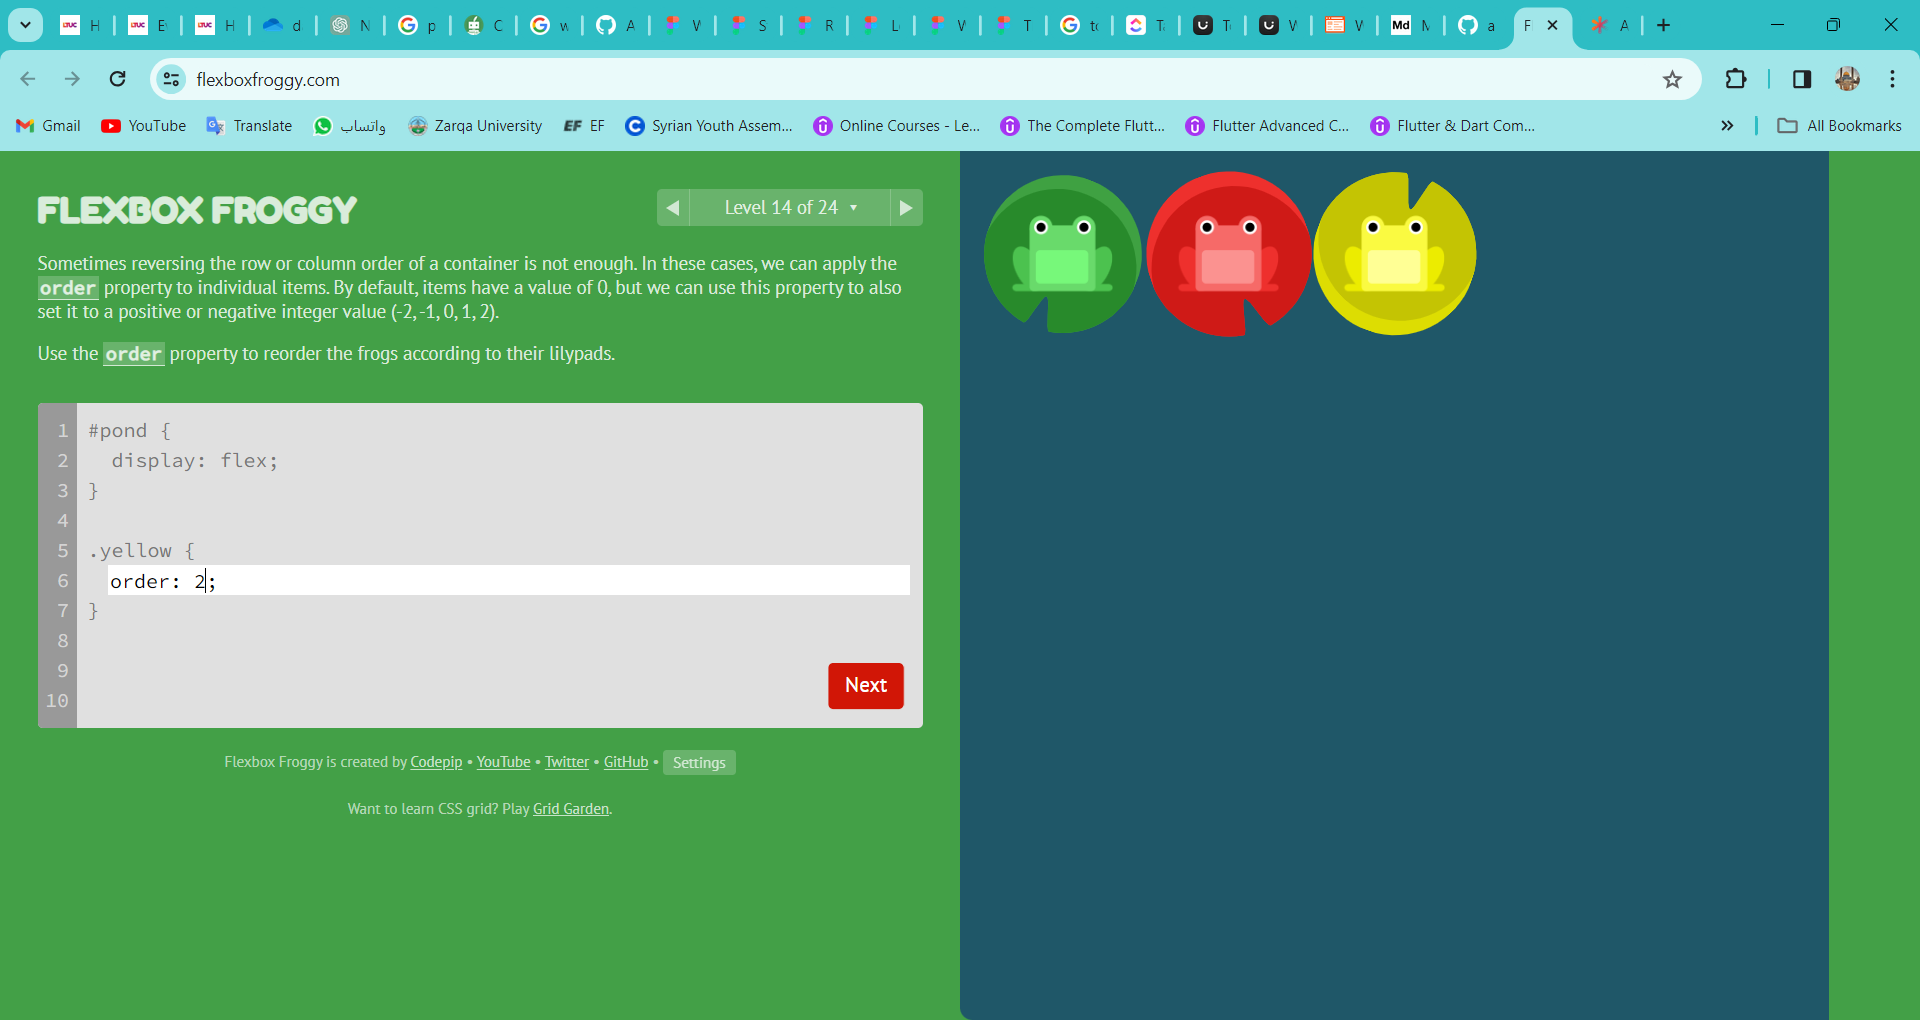 H
E
H
d
N
p
C
w
A
V
S
R
L
V
T
to
T
T
V
V
Md
N
a
F
A
flexboxfroggy.com
Gmail
YouTube
Translate
واتساب
Zarqa University
EF EF
Syrian Youth Assem...
Online Courses - Le...
The Complete Flutt...
Flutter Advanced C...
Flutter & Dart Com...
All Bookmarks
FLEXBOX FROGGY
Level 14 of 24
Sometimes reversing the row or column order of a container is not enough. In these cases, we can apply the
order property to individual items. By default, items have a value of 0, but we can use this property to also
set it to a positive or negative integer value (-2, -1, 0, 1, 2).
Use the order property to reorder the frogs according to their lilypads.
1 #pond {
2 display: flex;
3 }
4
5 .yellow {
6 order: 2;
7 }
8
9
10
Next
Flexbox Froggy is created by Codepip • YouTube • Twitter • GitHub • Settings
Want to learn CSS grid? Play Grid Garden.